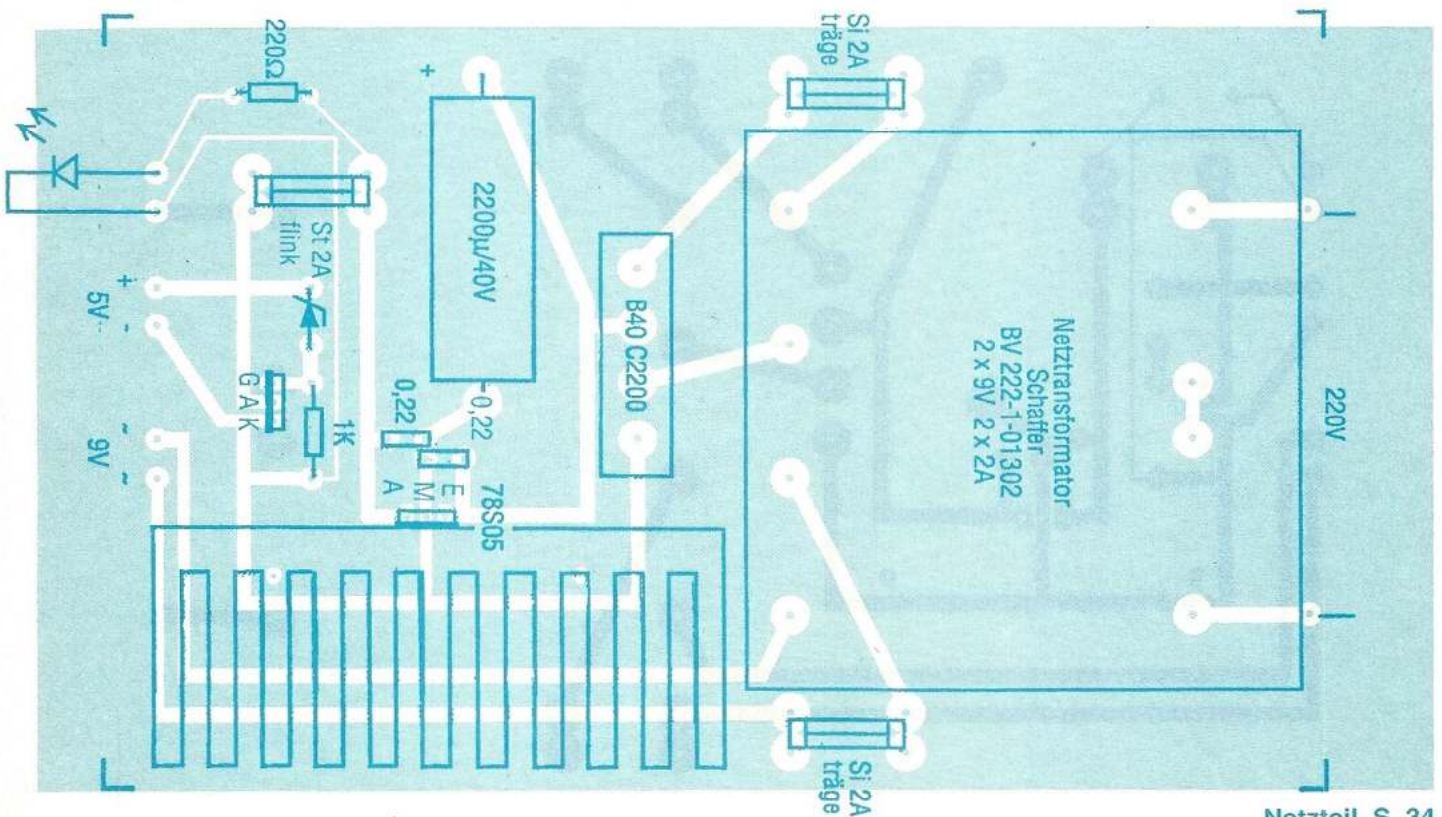 220Ω
+
Si 2A
träge
2200µ/40V
St 2A
flink
+
5V
-
G A K
1K
0,22
0,22
B40 C2200
E
M
A
78S05
~
9V
~
Netztransformator
Schaffer
BV 222-1-01302
2 x 9V 2 x 2A
220V
Si 2A
träge
Netzteil S. 34